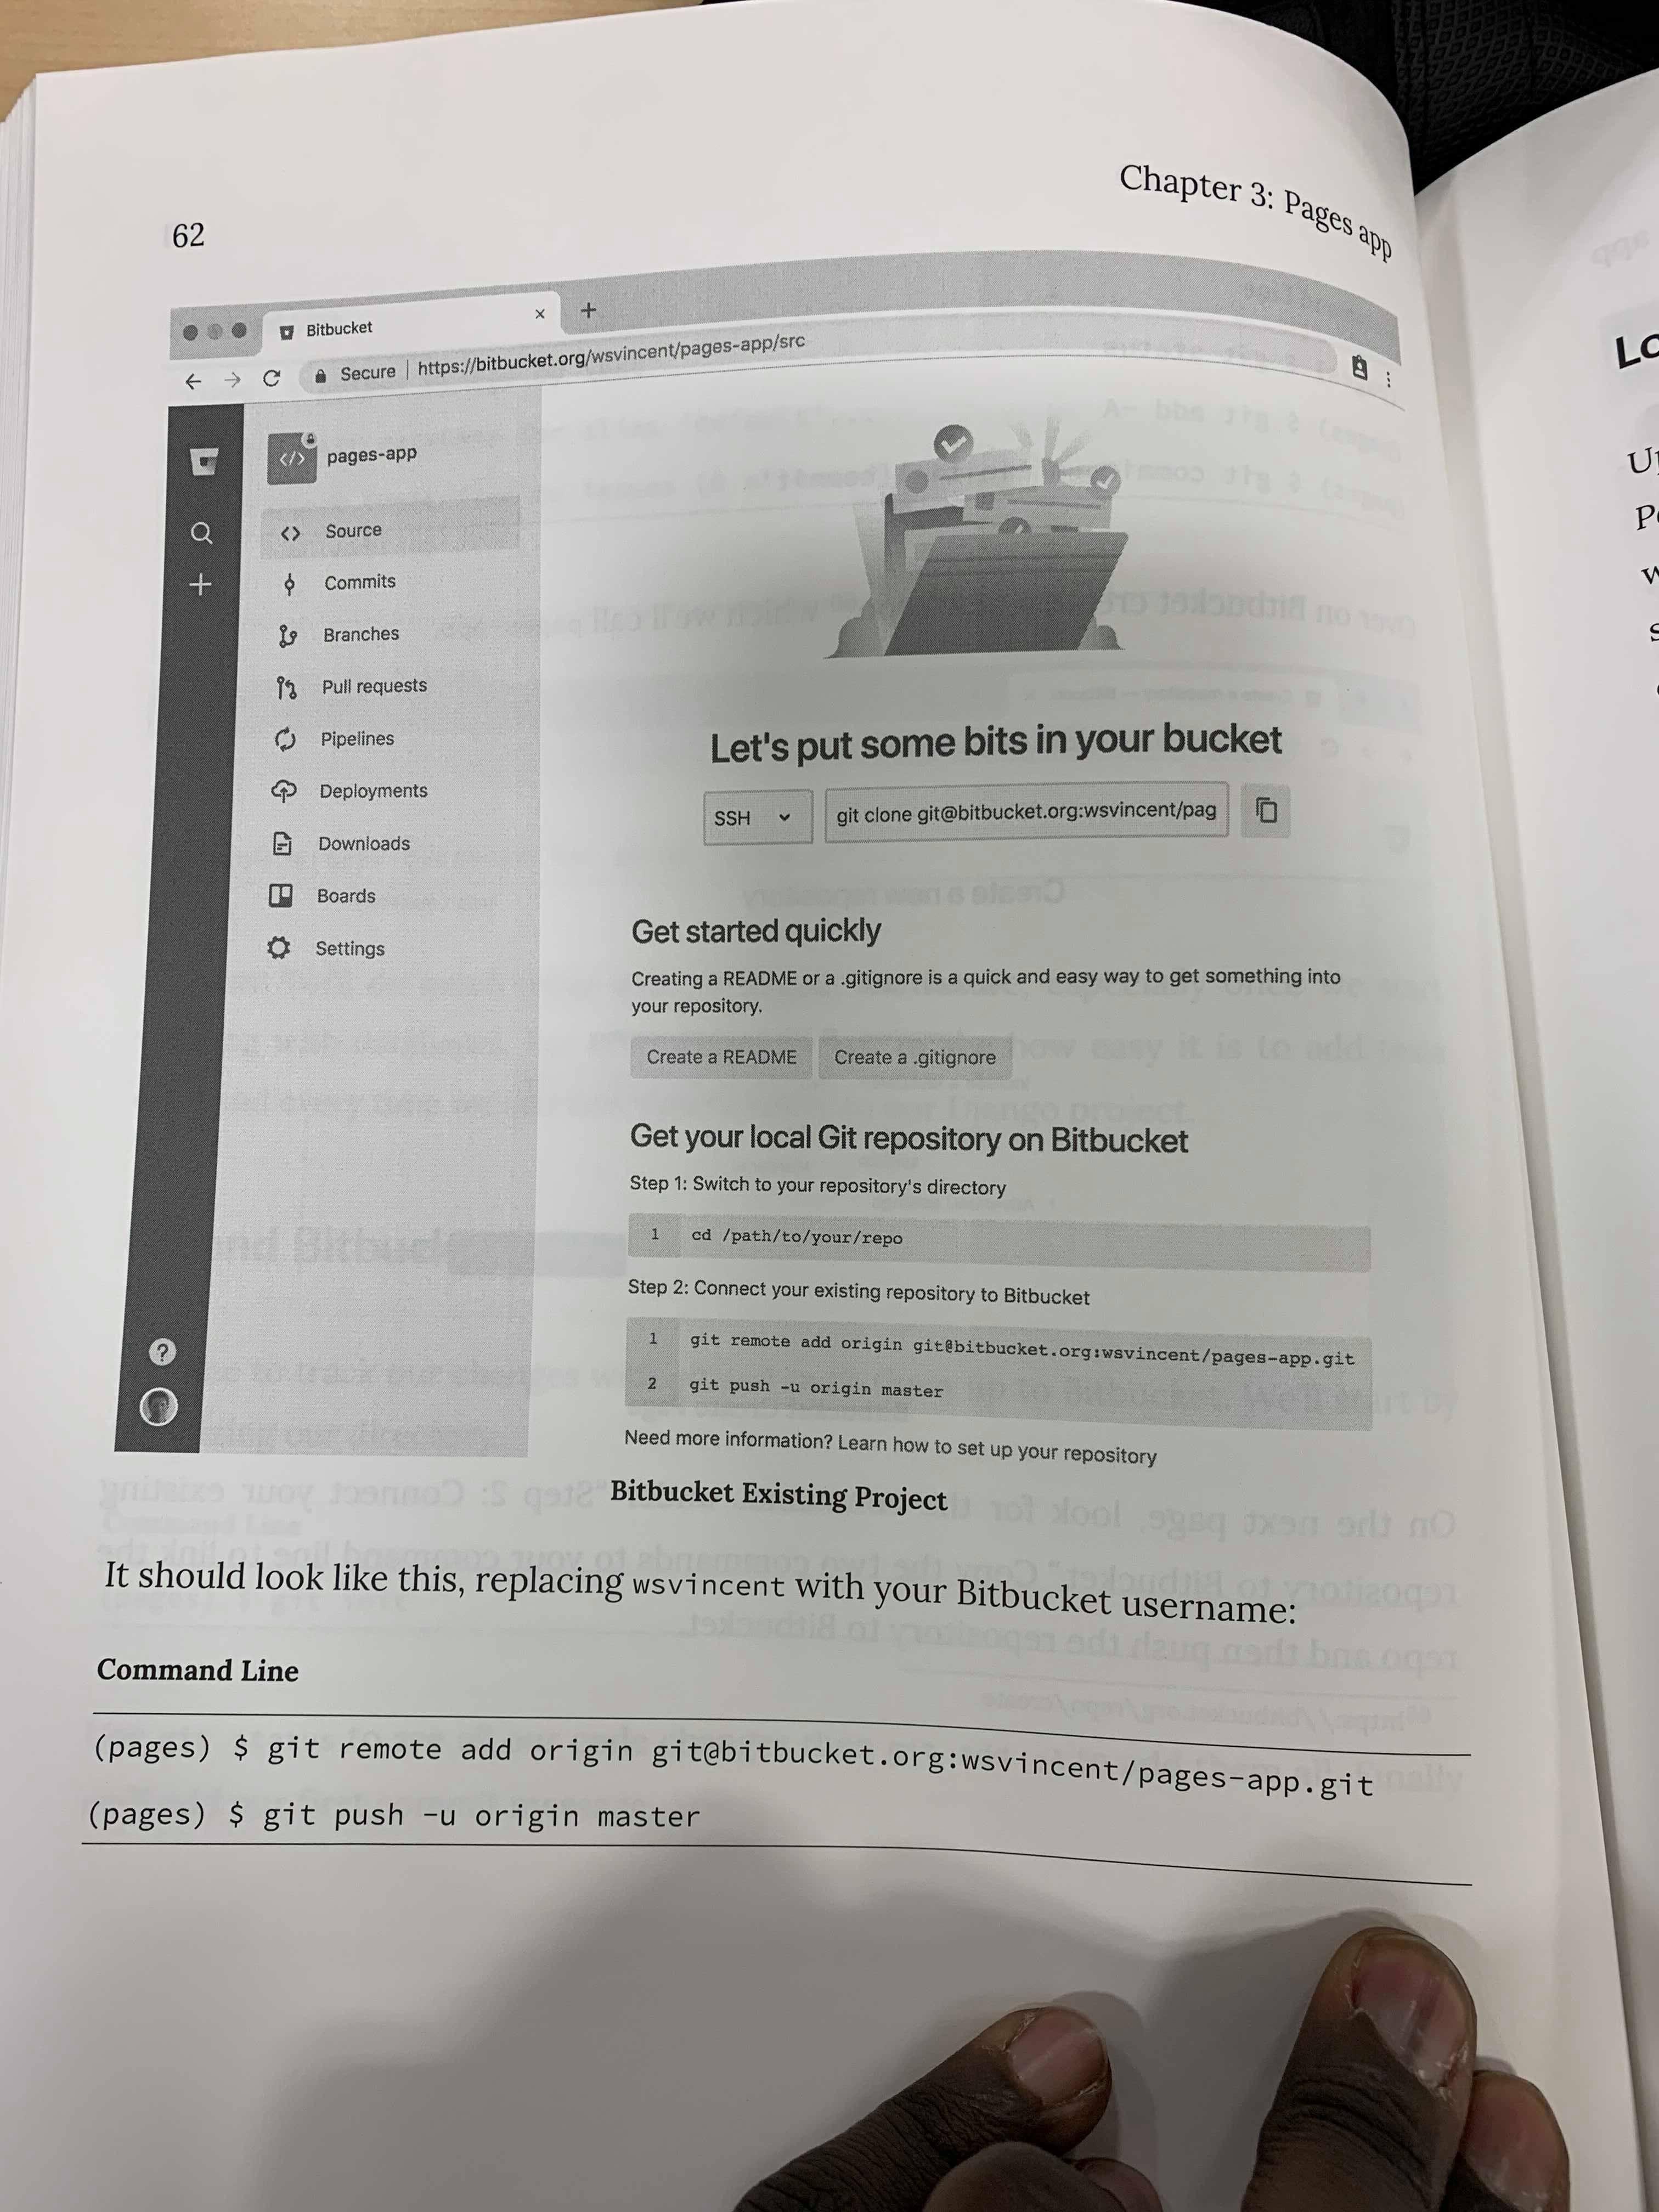 62
Chapter 3: Pages app
Bitbucket
Secure | https://bitbucket.org/wsvincent/pages-app/src
pages-app
Source
Commits
Branches
Pull requests
Pipelines
Deployments
Downloads
Boards
Settings
Let's put some bits in your bucket
SSH
git clone git@bitbucket.org:wsvincent/pag
Get started quickly
Creating a README or a .gitignore is a quick and easy way to get something into
your repository.
Create a README
Create a .gitignore
Get your local Git repository on Bitbucket
Step 1: Switch to your repository's directory
1 cd /path/to/your/repo
Step 2: Connect your existing repository to Bitbucket
1 git remote add origin git@bitbucket.org:wsvincent/pages-app.git
2 git push -u origin master
Need more information? Learn how to set up your repository
Bitbucket Existing Project
It should look like this, replacing wsvincent with your Bitbucket username:
Command Line
(pages) $ git remote add origin git@bitbucket.org:wsvincent/pages-app.git
(pages) $ git push -u origin master